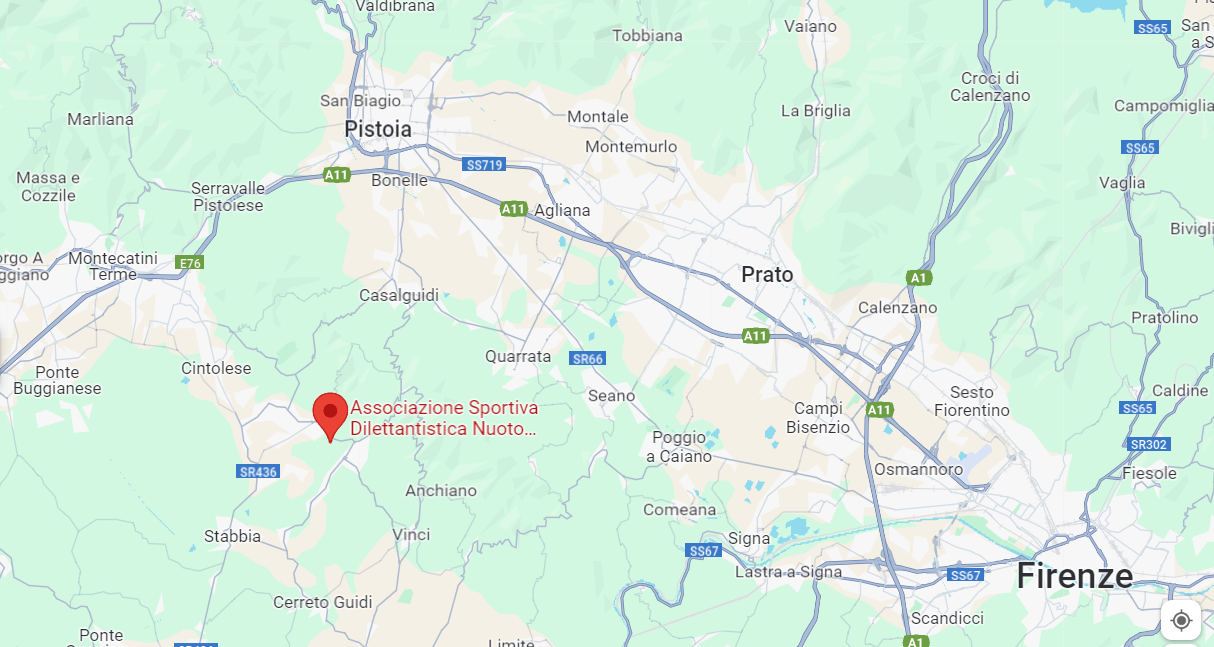 Valdibrana
Tobbiana
Vaiano
SS65
San
a S
Croci di
Calenzano
San Biagio
Montale
La Briglia
Campomiglia
Marliana
Pistoia
Montemurlo
SS65
SS719
A11
Bonelle
Massa e
Cozzile
Serravalle
Pistoiese
Vaglia
A11
Agliana
Bivigli
orgo A
ggiano
Montecatini
Terme
E76
Prato
A1
Casalguidi
Calenzano
Pratolino
A11
Quarrata
SR66
Cintolese
Ponte
Buggianese
Seano
Sesto
Fiorentino
Caldine
SS65
Associazione Sportiva
Dilettantistica Nuoto...
Campi
Bisenzio
A11
Poggio
a Caiano
SR302
SR436
Osmannoro
Fiesole
Anchiano
Comeana
Stabbia
Vinci
Signa
SS67
Lastra a Signa
SS67
Firenze
Cerreto Guidi
Scandicci
Ponte
Limite
A1